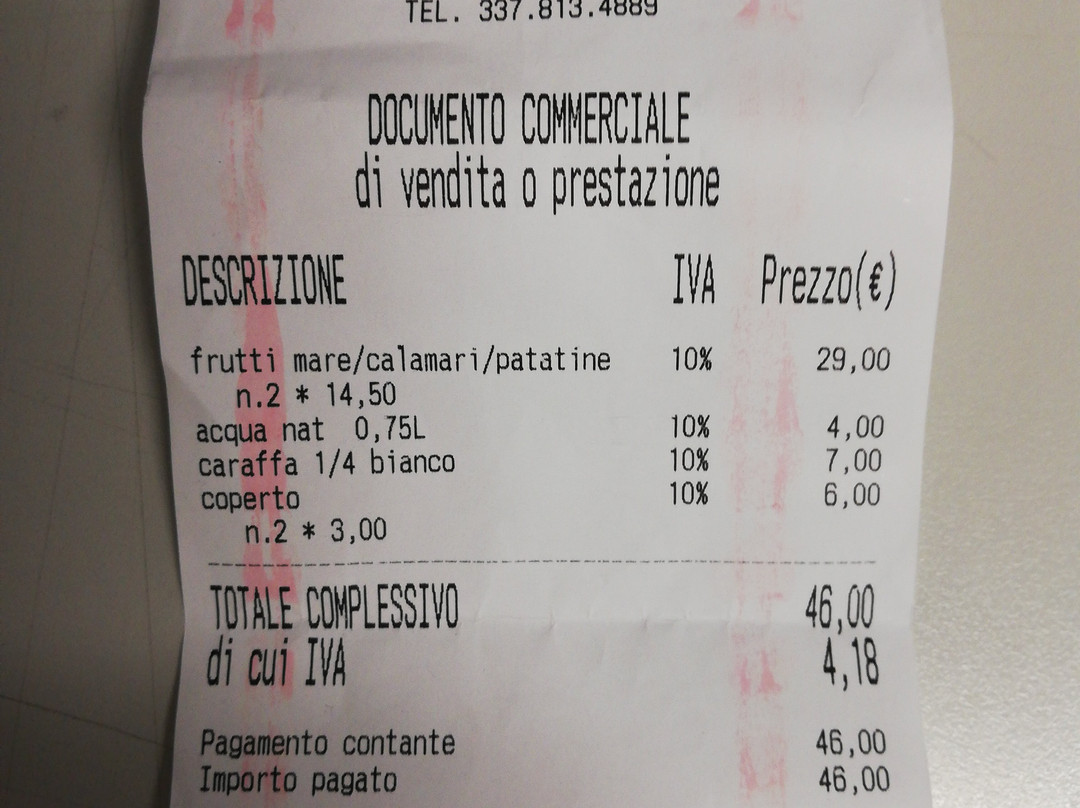 TEL. 337.813.4889
DOCUMENTO COMMERCIALE
di vendita o prestazione
DESCRIZIONE IVA Prezzo(€)
frutti mare/calamari/patatine 10% 29,00
n.2 * 14,50
acqua nat 0,75L 10% 4,00
caraffa 1/4 bianco 10% 7,00
coperto 10% 6,00
n.2 * 3,00
TOTALE COMPLESSIVO 46,00
di cui IVA 4,18
Pagamento contante 46,00
Importo pagato 46,00